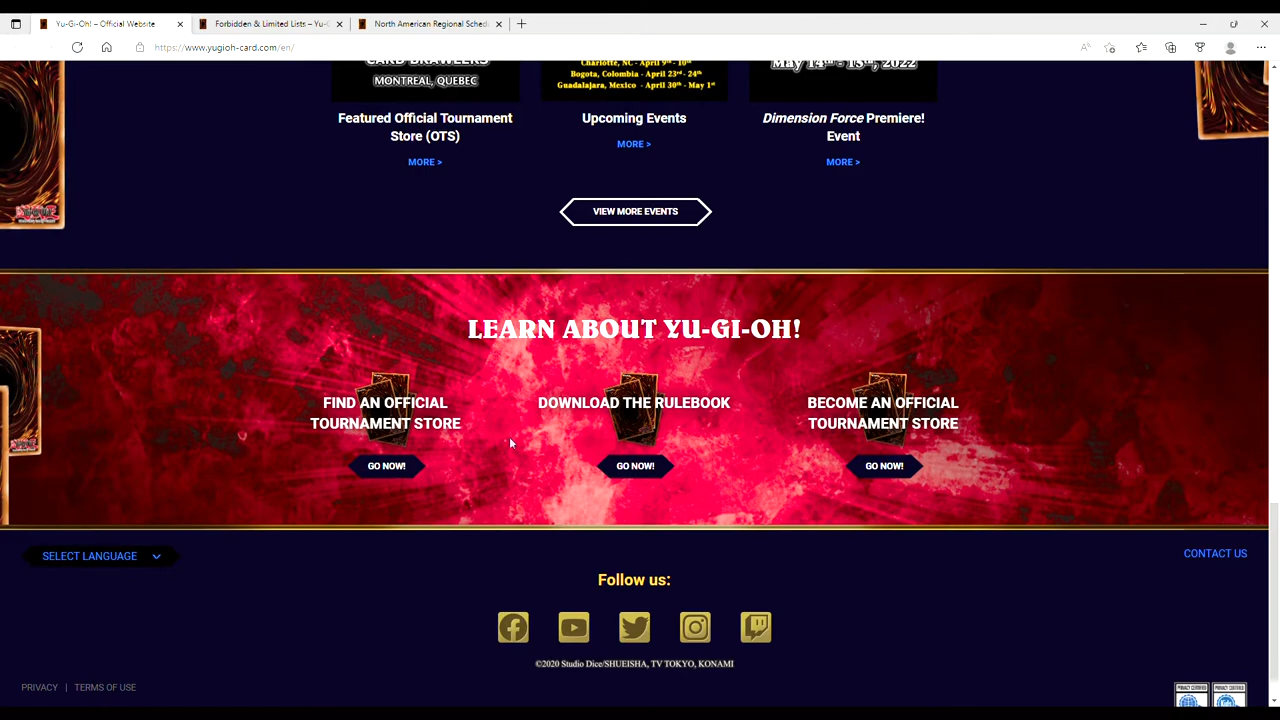 Yu-Gi-Oh! – Official Website
Forbidden & Limited Lists – Yu-G
North American Regional Sched
https://www.yugioh-card.com/en/
CARD BRAWLERS
MONTREAL, QUEBEC
Charlotte, NC - April 9th - 10th
Bogota, Colombia - April 23rd - 24th
Guadalajara, Mexico - April 30th - May 1st
May 14th - 15th, 2022
Featured Official Tournament
Store (OTS)
MORE >
Upcoming Events
MORE >
Dimension Force Premiere!
Event
MORE >
VIEW MORE EVENTS
LEARN ABOUT YU-GI-OH!
FIND AN OFFICIAL
TOURNAMENT STORE
GO NOW!
DOWNLOAD THE RULEBOOK
GO NOW!
BECOME AN OFFICIAL
TOURNAMENT STORE
GO NOW!
SELECT LANGUAGE
CONTACT US
Follow us:
©2020 Studio Dice/SHUEISHA, TV TOKYO, KONAMI
PRIVACY | TERMS OF USE
PRIVACY CERTIFIED
PRIVACY CERTIFIED